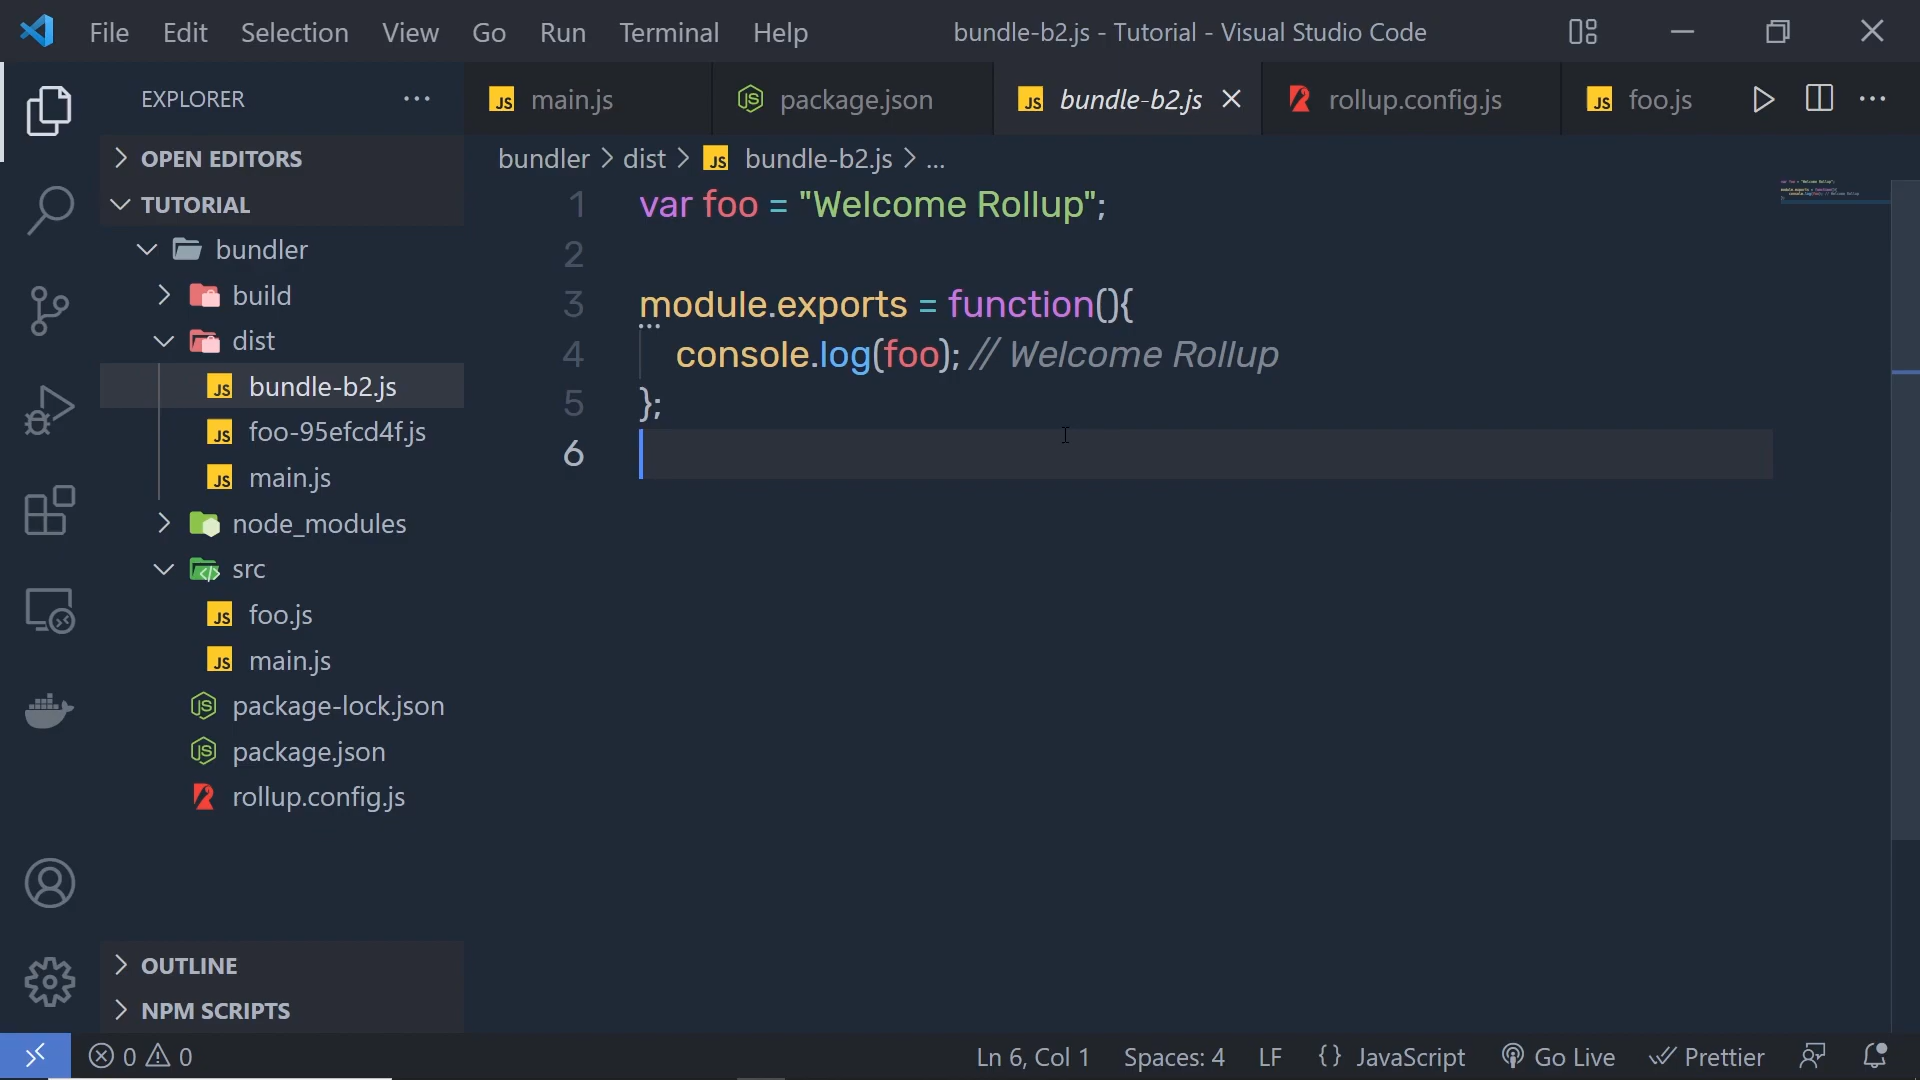 File Edit Selection View Go Run Terminal Help bundle-b2.js - Tutorial - Visual Studio Code
EXPLORER
main.js package.json bundle-b2.js rollup.config.js foo.js
OPEN EDITORS
TUTORIAL
bundler
build
dist
bundle-b2.js
foo-95efcd4f.js
main.js
node_modules
src
foo.js
main.js
package-lock.json
package.json
rollup.config.js
OUTLINE
NPM SCRIPTS
bundler > dist > JS bundle-b2.js > ...
1 var foo = "Welcome Rollup";
2
3 module.exports = function(){
4 console.log(foo); // Welcome Rollup
5 };
6
0 0 Ln 6, Col 1 Spaces: 4 LF {} JavaScript Go Live Prettier